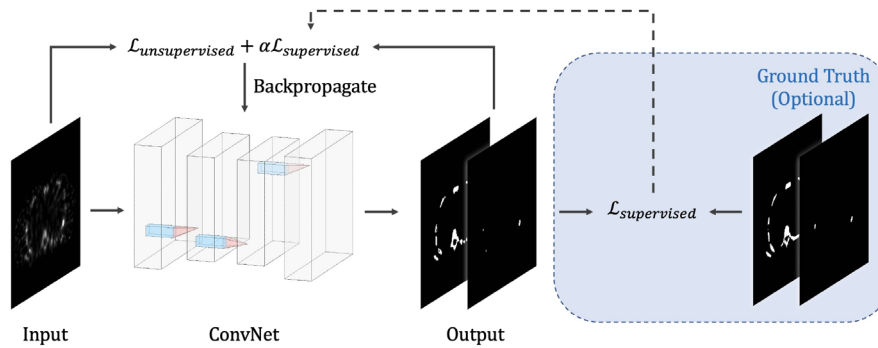 ℒ_unsupervised + αℒ_supervised
Backpropagate
Ground Truth
(Optional)
ℒ_supervised
Input
ConvNet
Output